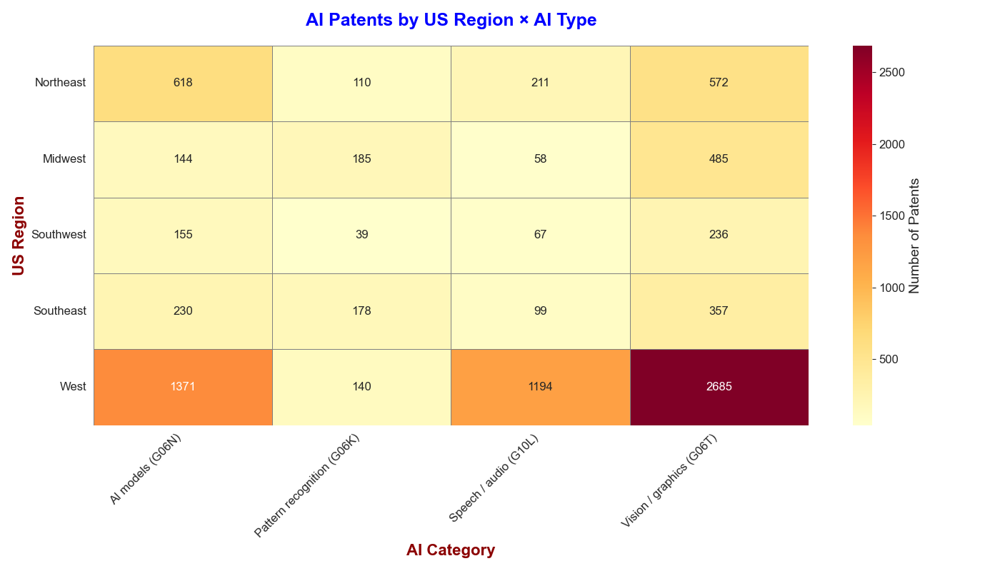 AI Patents by US Region × AI Type
US Region
Northeast 618 110 211 572
Midwest 144 185 58 485
Southwest 155 39 67 236
Southeast 230 178 99 357
West 1371 140 1194 2685
AI models (G06N)
Pattern recognition (G06K)
Speech / audio (G10L)
Vision / graphics (G06T)
AI Category
2500
2000
1500
1000
500
Number of Patents